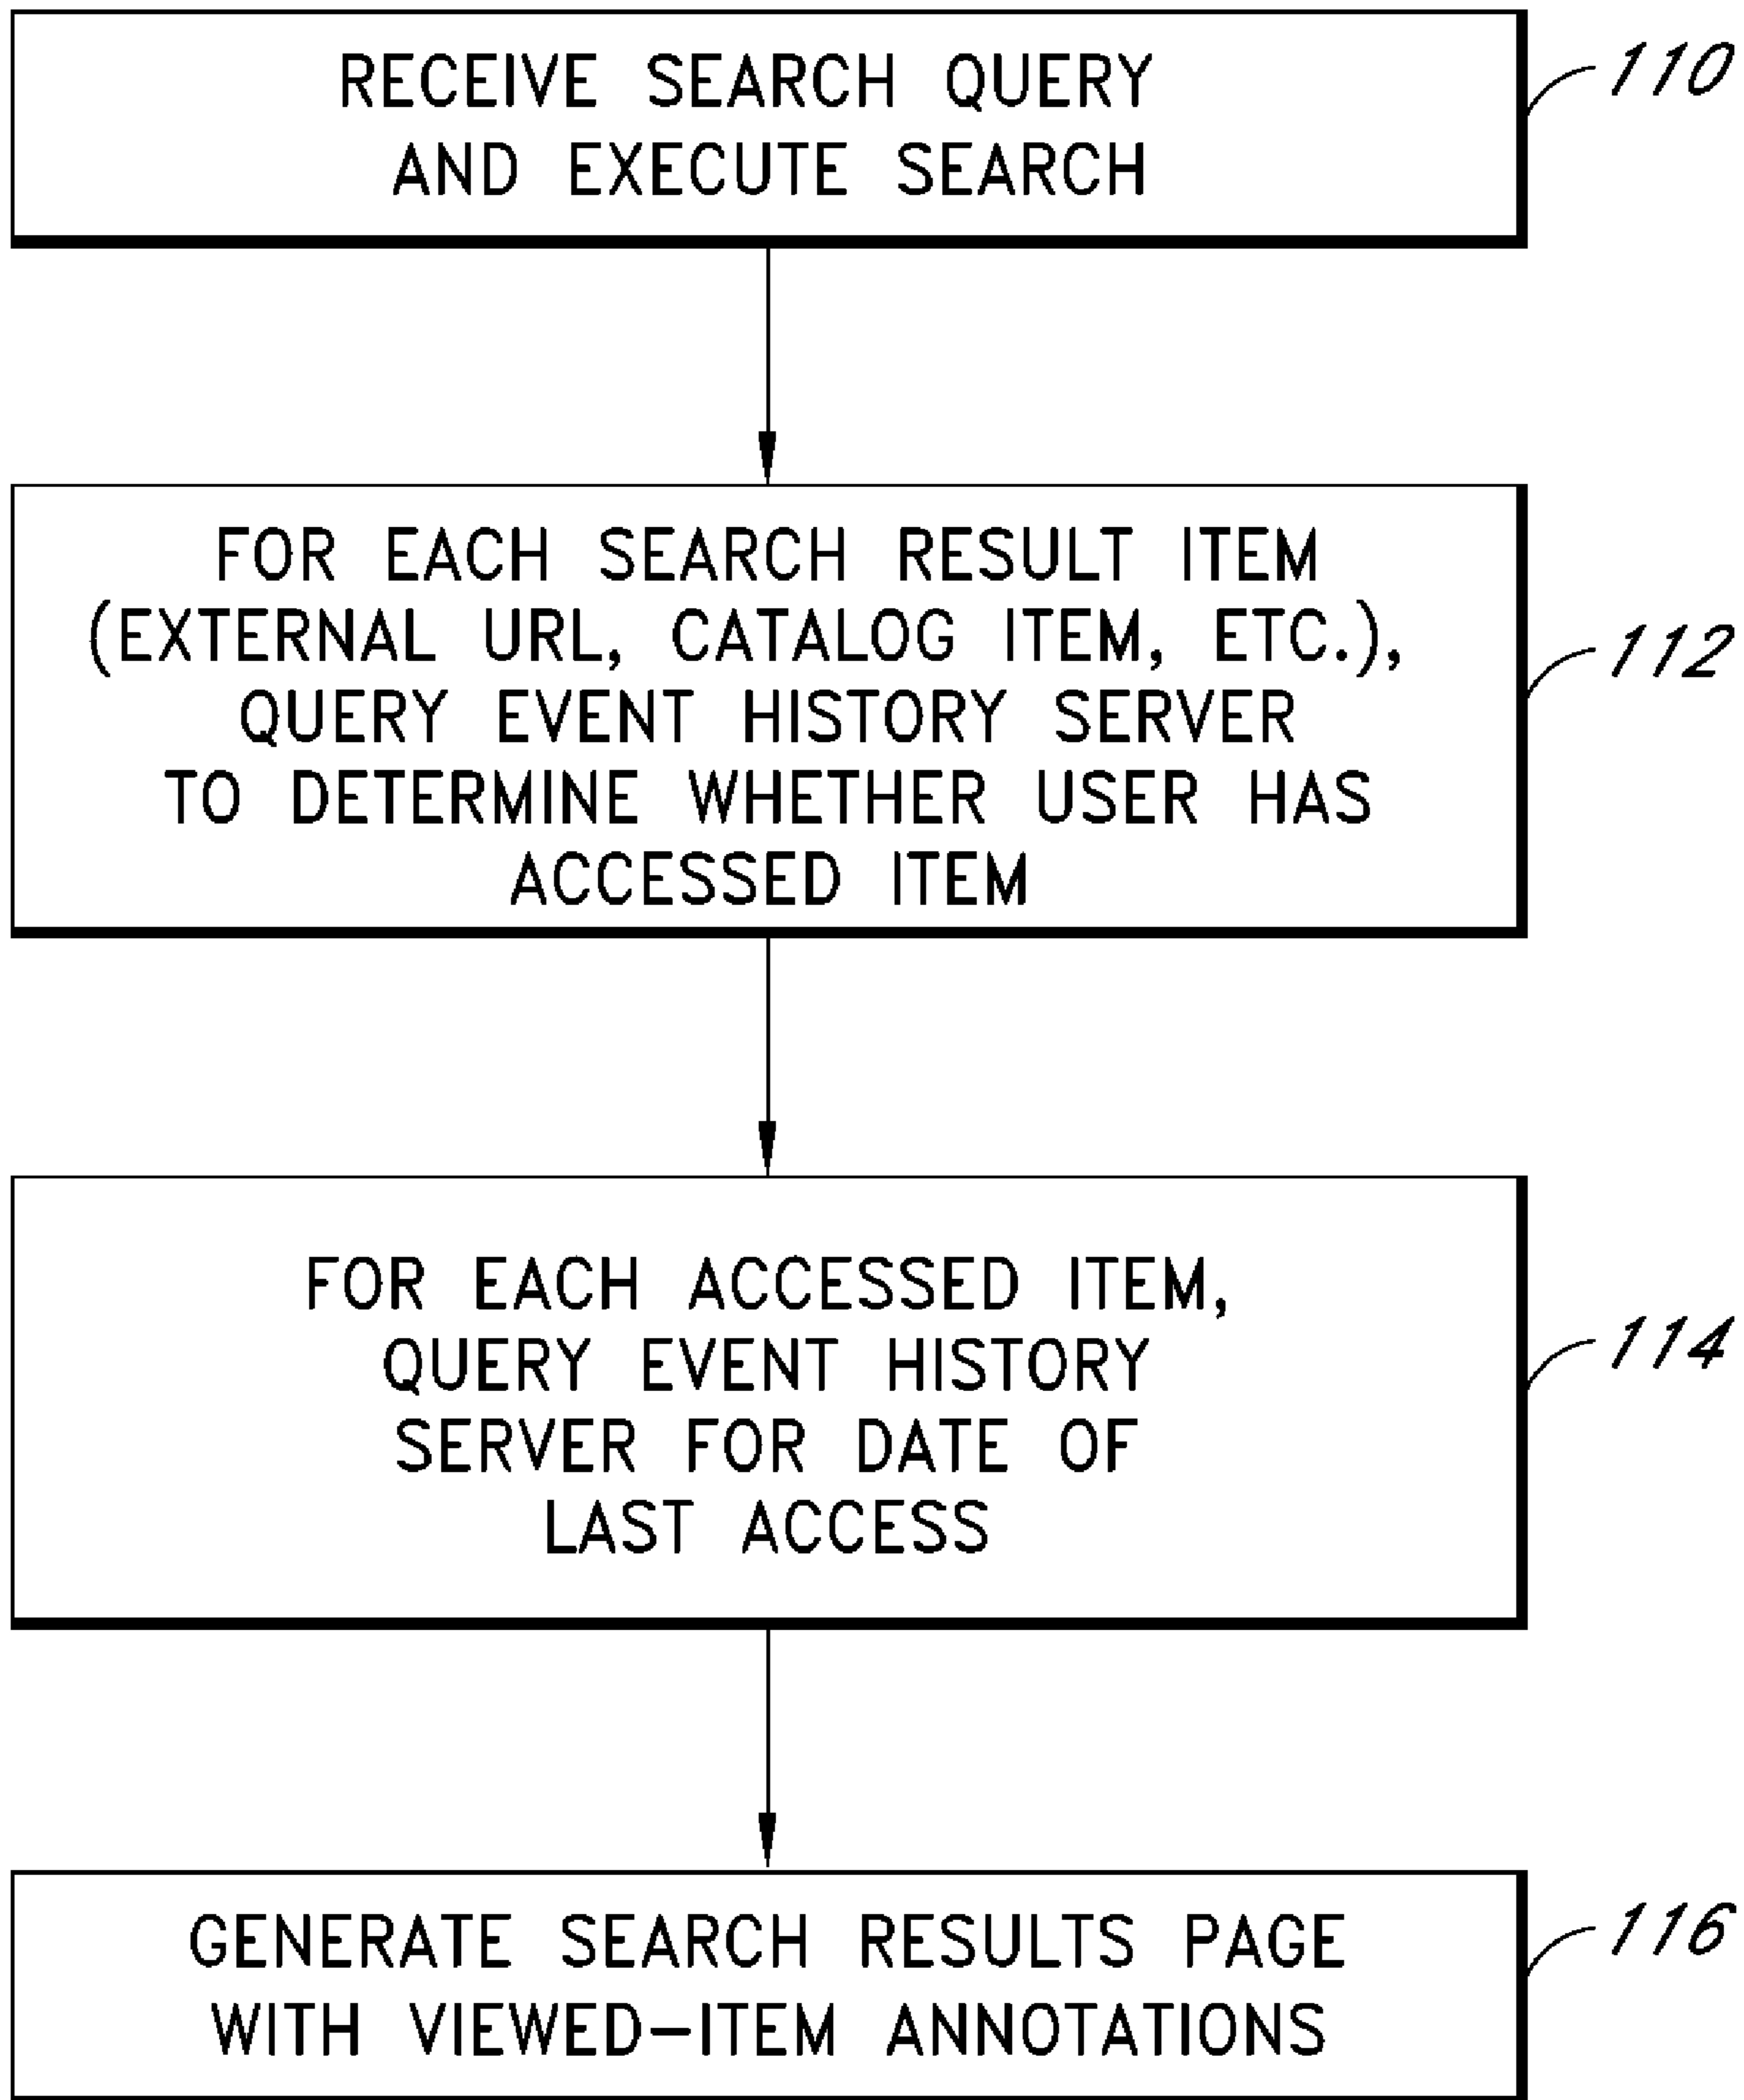 RECEIVE SEARCH QUERY
AND EXECUTE SEARCH
110
FOR EACH SEARCH RESULT ITEM
(EXTERNAL URL, CATALOG ITEM, ETC.),
QUERY EVENT HISTORY SERVER
TO DETERMINE WHETHER USER HAS
ACCESSED ITEM
112
FOR EACH ACCESSED ITEM,
QUERY EVENT HISTORY
SERVER FOR DATE OF
LAST ACCESS
114
GENERATE SEARCH RESULTS PAGE
WITH VIEWED-ITEM ANNOTATIONS
116